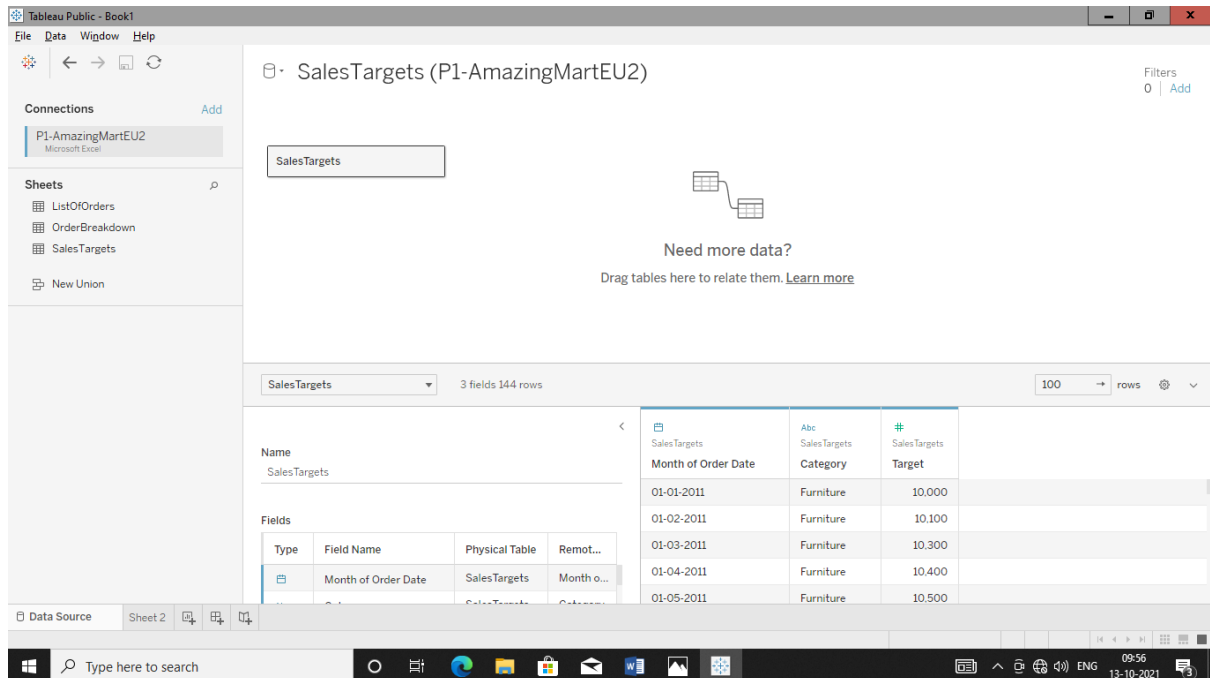 Tableau Public - Book1
File Data Window Help
SalesTargets (P1-AmazingMartEU2)
Filters
0 | Add
Connections Add
P1-AmazingMartEU2
Microsoft Excel
Sheets
ListOfOrders
OrderBreakdown
SalesTargets
New Union
SalesTargets
Need more data?
Drag tables here to relate them. Learn more
SalesTargets 3 fields 144 rows 100 → rows
Name
SalesTargets
Fields
Type Field Name Physical Table Remot...
Month of Order Date SalesTargets Month o...
SalesTargets Category
Abc #
SalesTargets SalesTargets SalesTargets
Month of Order Date Category Target
01-01-2011 Furniture 10,000
01-02-2011 Furniture 10,100
01-03-2011 Furniture 10,300
01-04-2011 Furniture 10,400
01-05-2011 Furniture 10,500
Data Source Sheet 2
Type here to search
ENG 09:56
13-10-2021
3